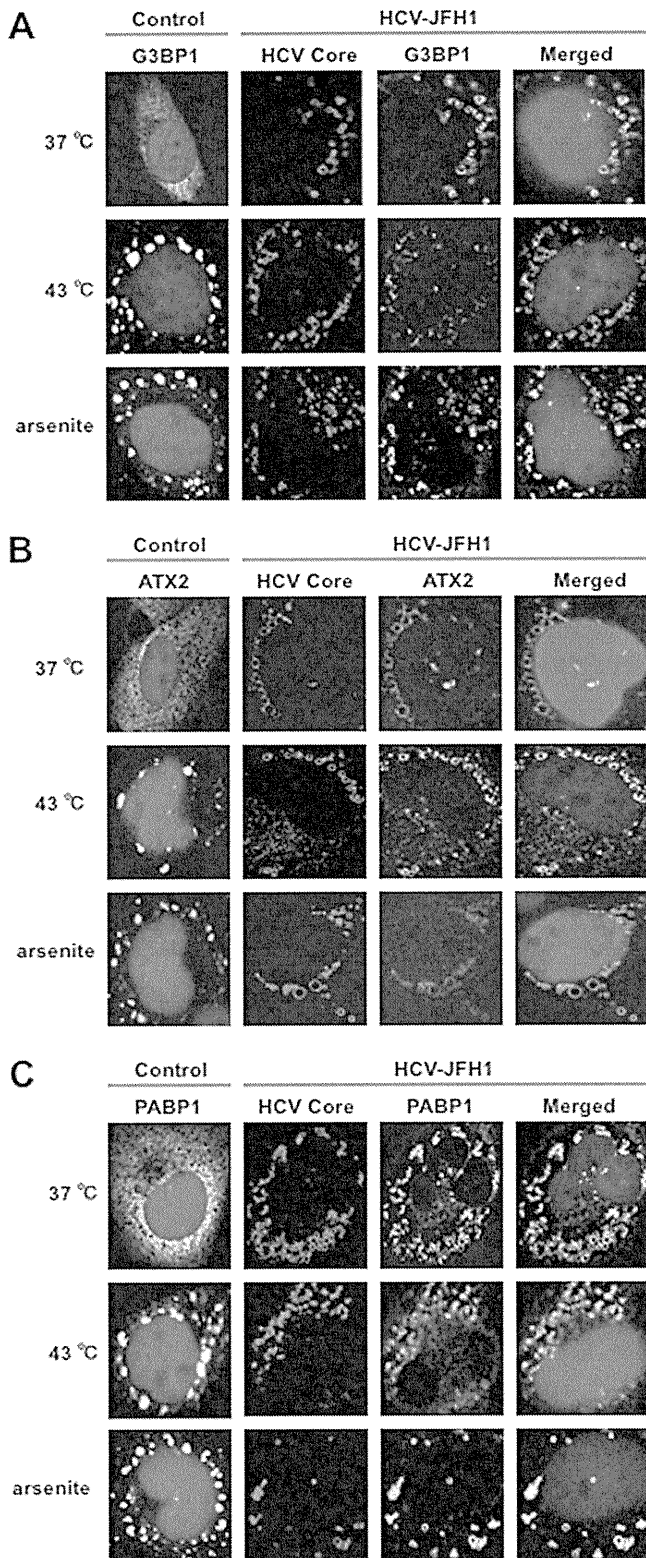 A
Control HCV-JFH1
G3BP1 HCV Core G3BP1 Merged
37 °C
43 °C
arsenite
B
Control HCV-JFH1
ATX2 HCV Core ATX2 Merged
37 °C
43 °C
arsenite
C
Control HCV-JFH1
PABP1 HCV Core PABP1 Merged
37 °C
43 °C
arsenite